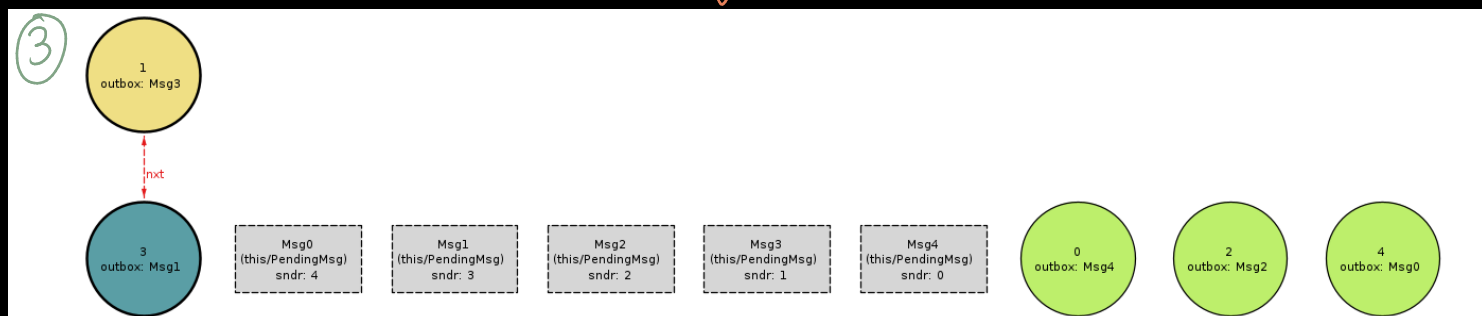 3
1
outbox: Msg3
nxt
3
outbox: Msg1
Msg0
(this/PendingMsg)
sndr: 4
Msg1
(this/PendingMsg)
sndr: 3
Msg2
(this/PendingMsg)
sndr: 2
Msg3
(this/PendingMsg)
sndr: 1
Msg4
(this/PendingMsg)
sndr: 0
0
outbox: Msg4
2
outbox: Msg2
4
outbox: Msg0